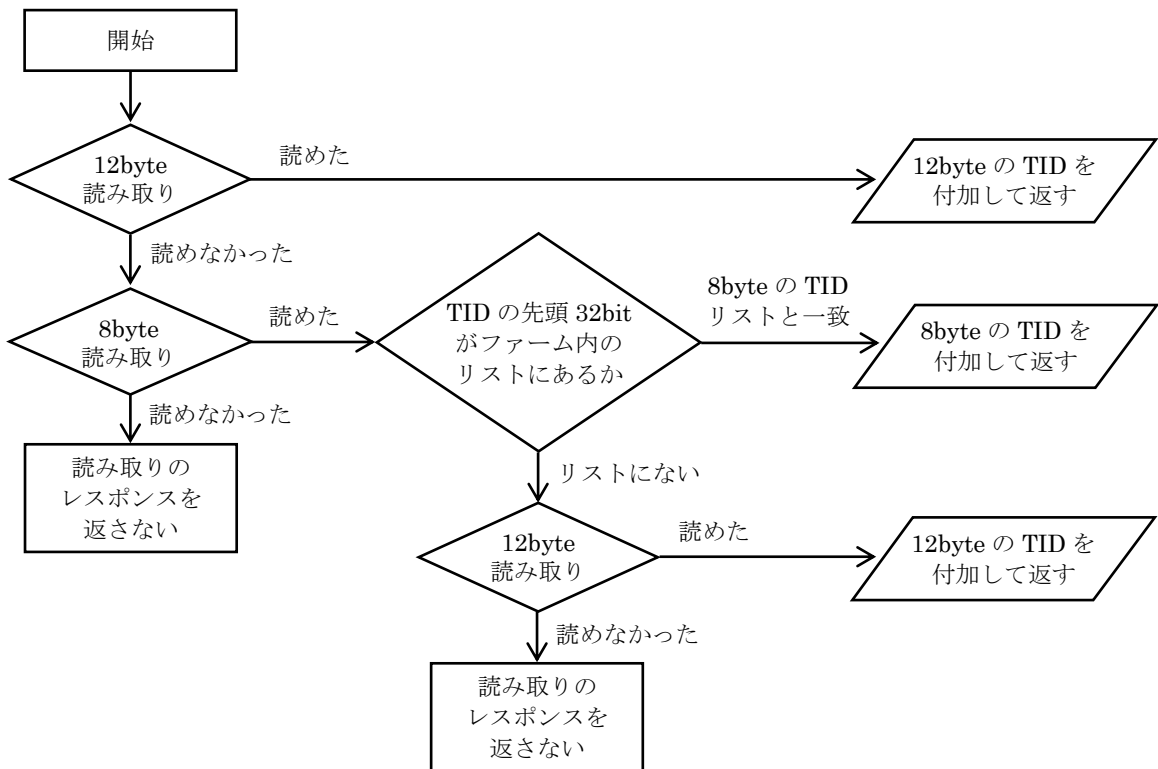 開始
12byte
読み取り
読めた
12byte の TID を
付加して返す
読めなかった
8byte
読み取り
読めた
TID の先頭 32bit
がファーム内の
リストにあるか
8byte の TID
リストと一致
8byte の TID を
付加して返す
読めなかった
読み取りの
レスポンスを
返さない
リストにない
12byte
読み取り
読めた
12byte の TID を
付加して返す
読めなかった
読み取りの
レスポンスを
返さない